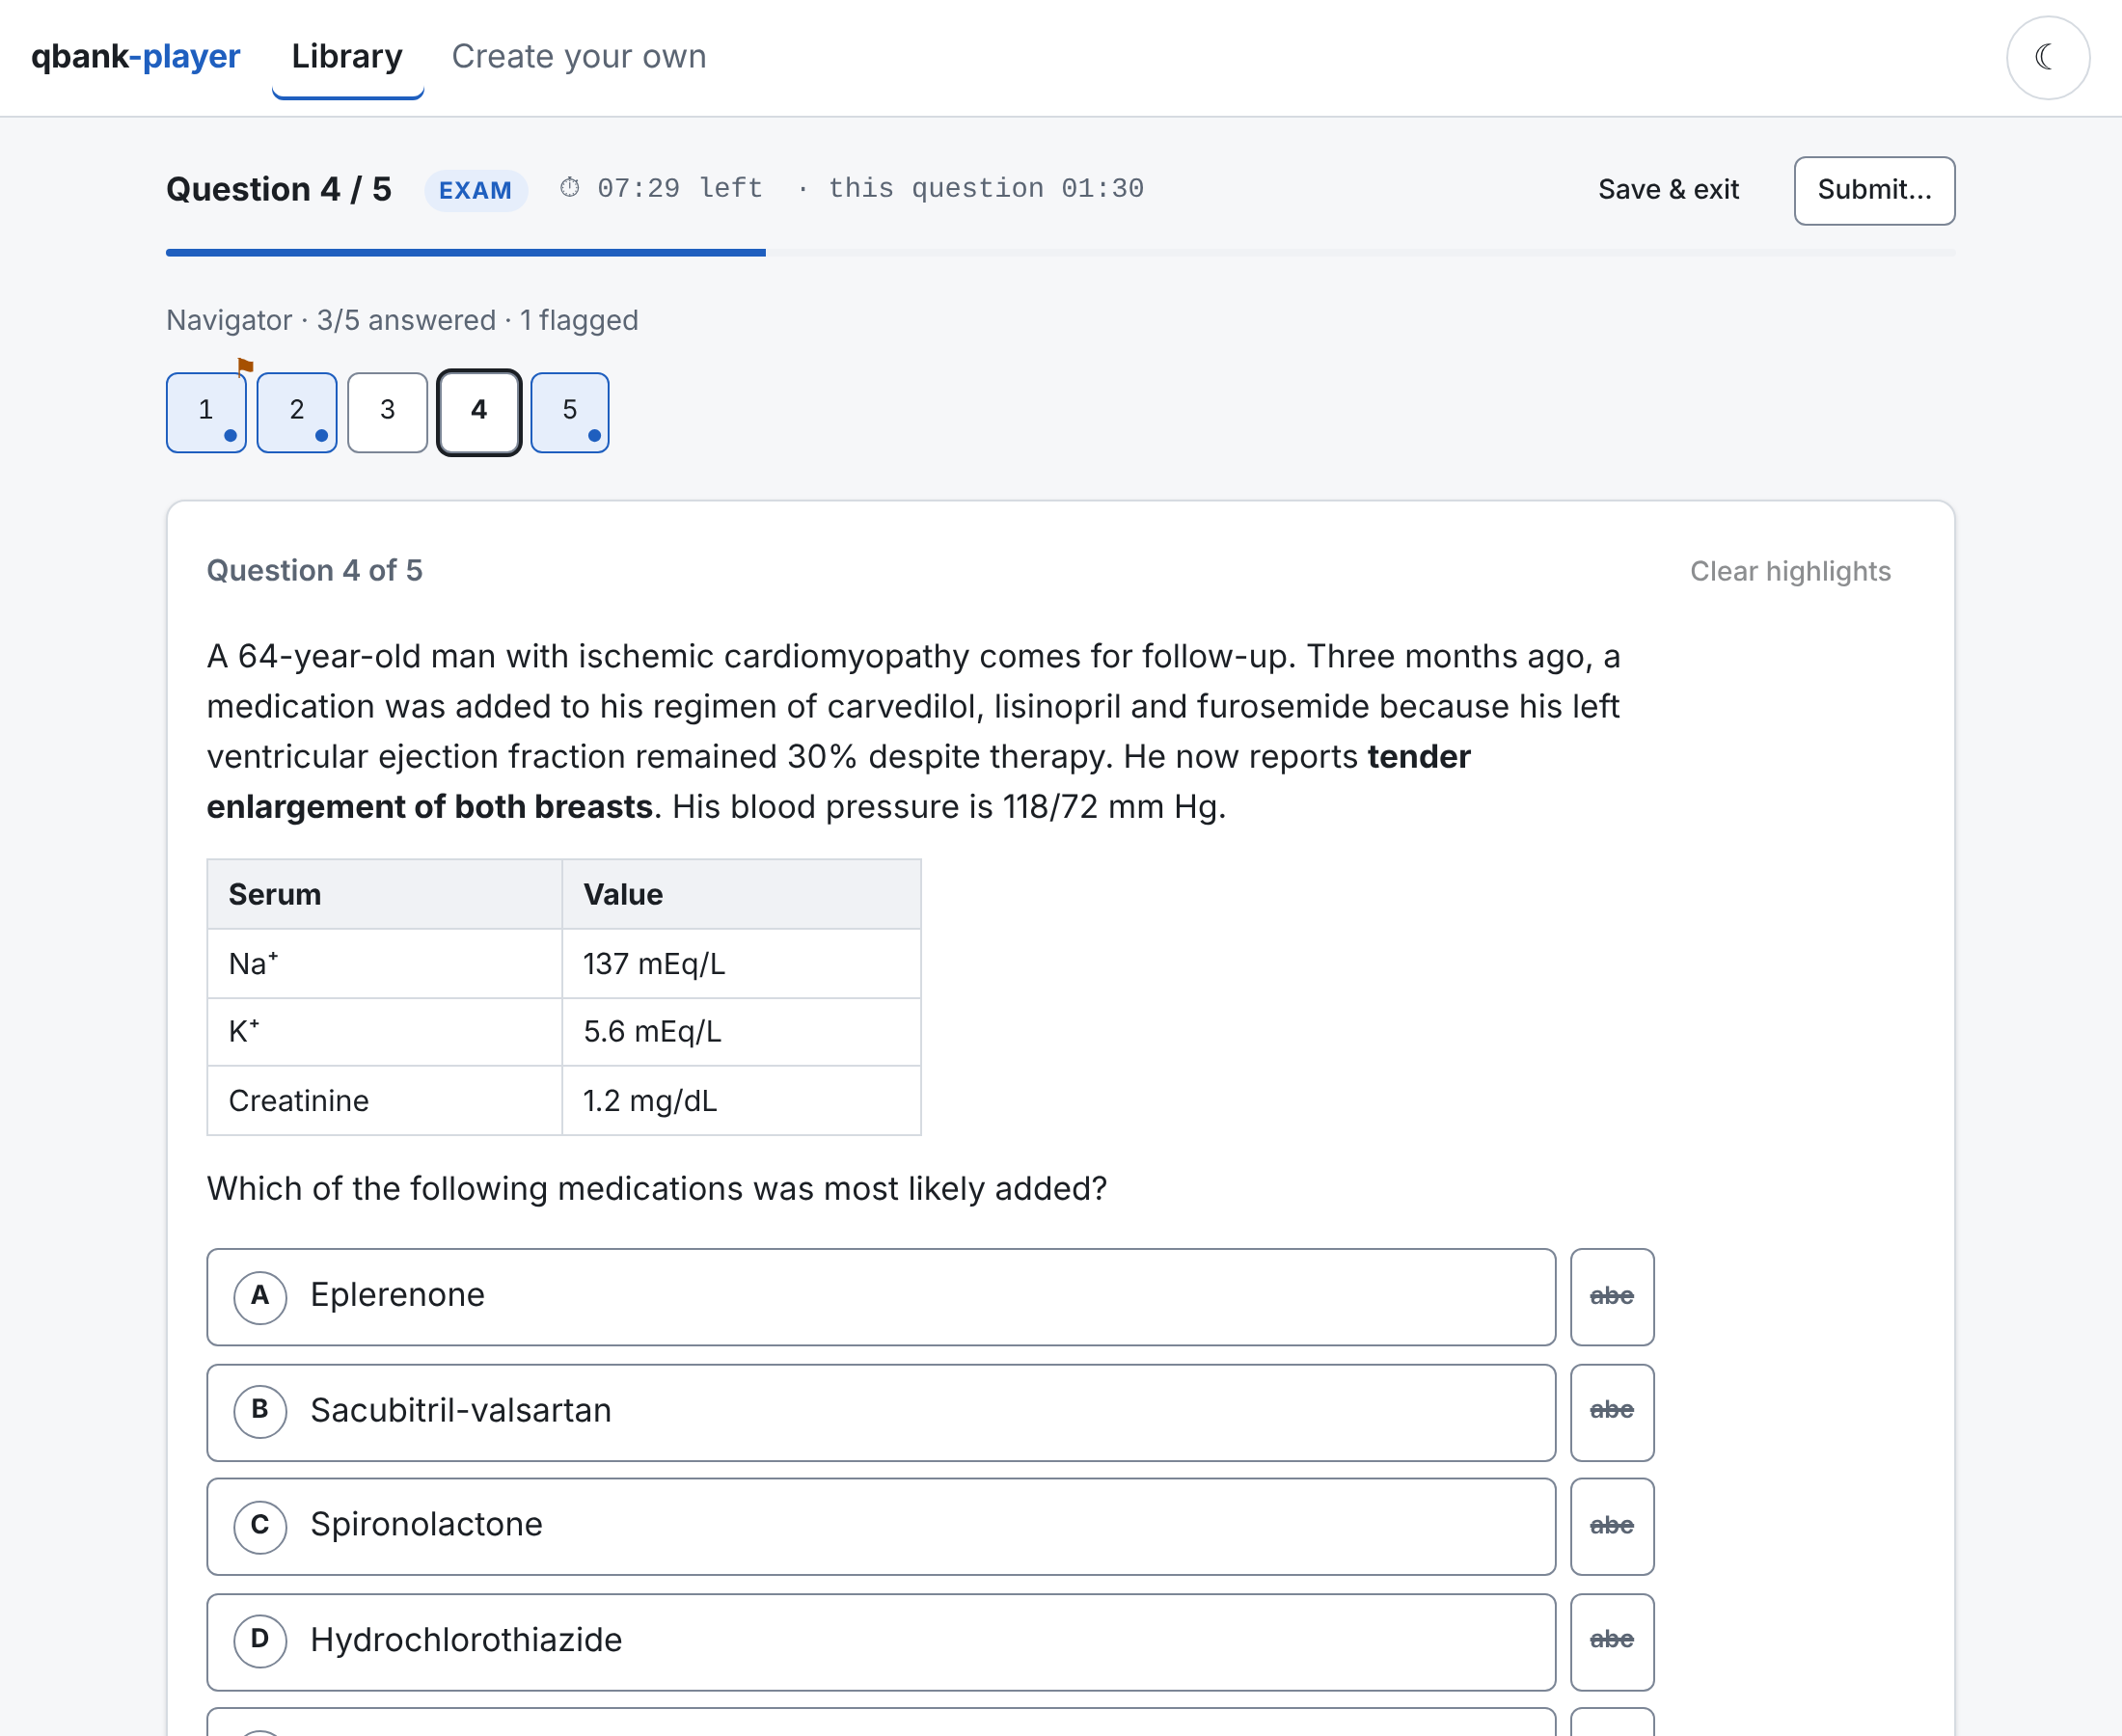 qbank-player Library Create your own
Question 4 / 5 EXAM ⏱ 07:29 left · this question 01:30 Save & exit Submit...
Navigator · 3/5 answered · 1 flagged
1 2 3 4 5
Question 4 of 5 Clear highlights
A 64-year-old man with ischemic cardiomyopathy comes for follow-up. Three months ago, a
medication was added to his regimen of carvedilol, lisinopril and furosemide because his left
ventricular ejection fraction remained 30% despite therapy. He now reports tender
enlargement of both breasts. His blood pressure is 118/72 mm Hg.
Serum Value
Na⁺ 137 mEq/L
K⁺ 5.6 mEq/L
Creatinine 1.2 mg/dL
Which of the following medications was most likely added?
A Eplerenone abc
B Sacubitril-valsartan abc
C Spironolactone abc
D Hydrochlorothiazide abc